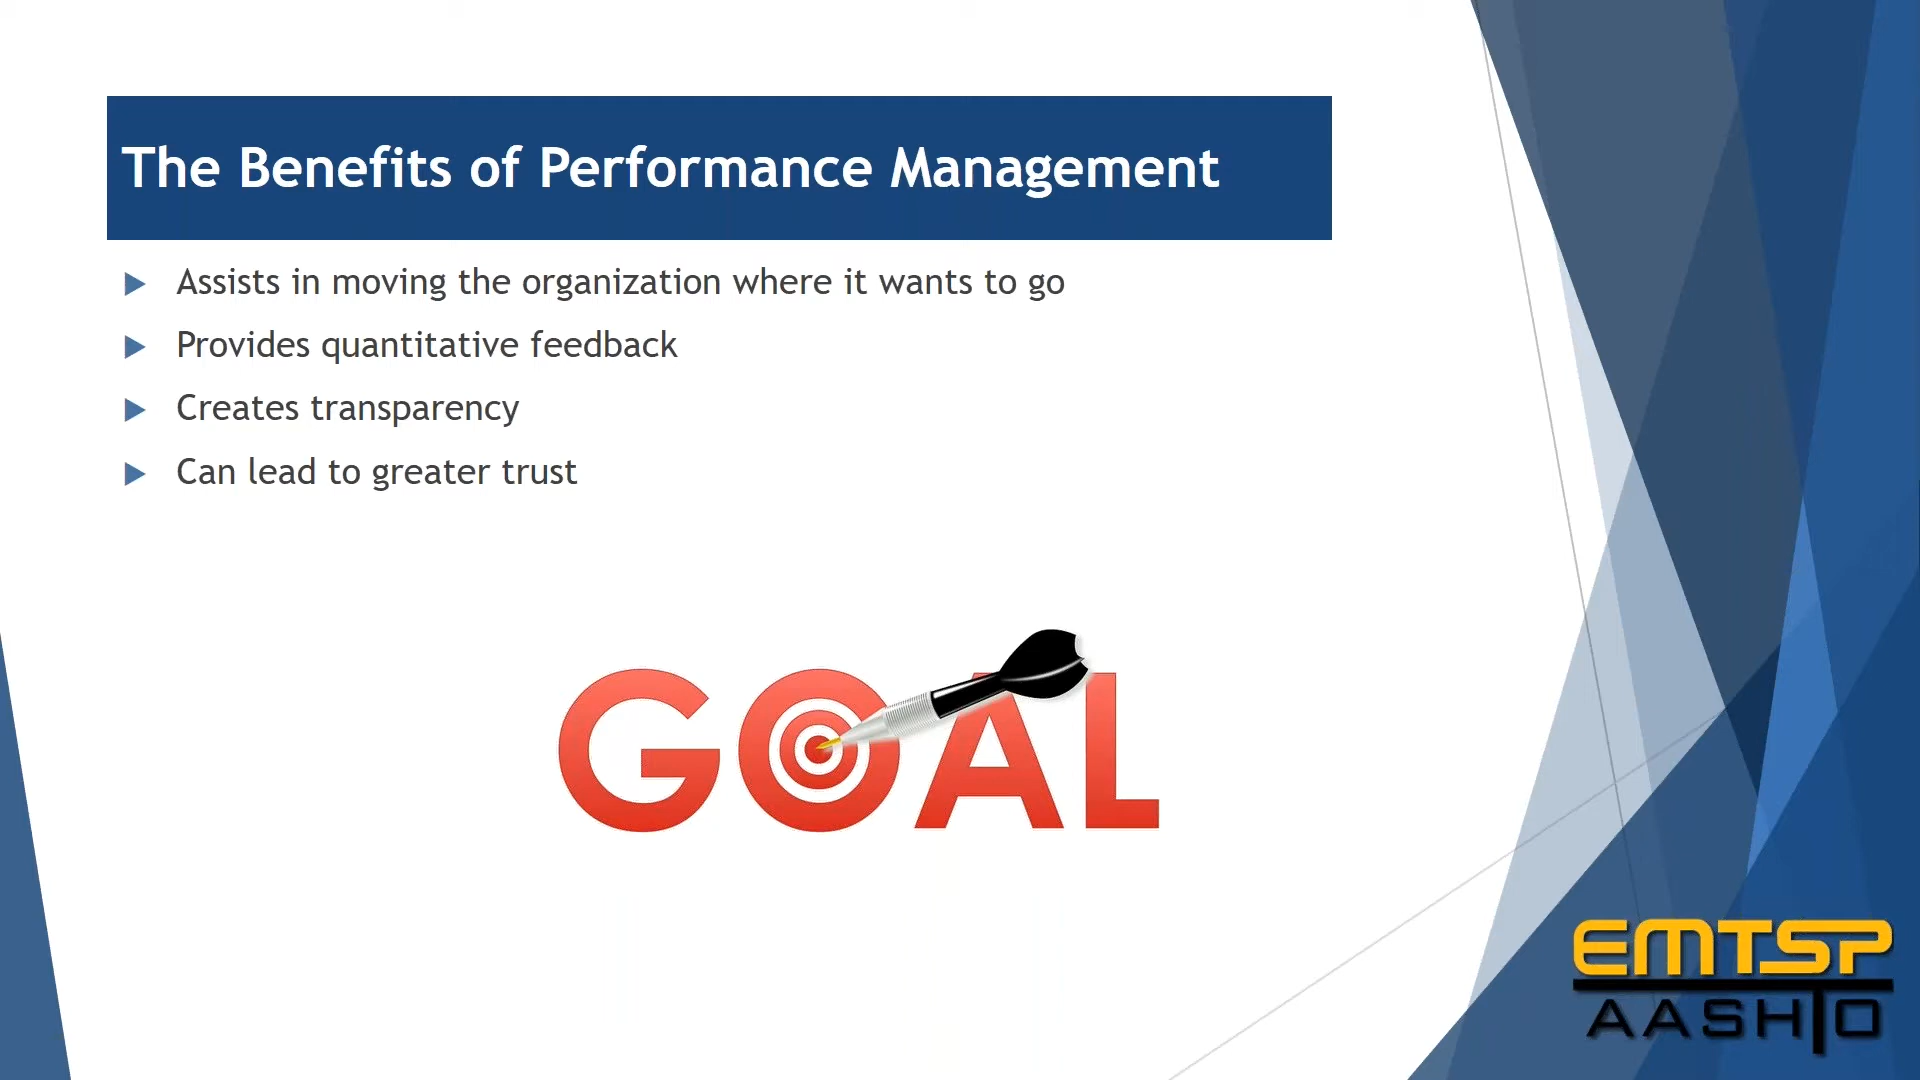 The Benefits of Performance Management
Assists in moving the organization where it wants to go
Provides quantitative feedback
Creates transparency
Can lead to greater trust
GOAL
EMTSP
AASHTO